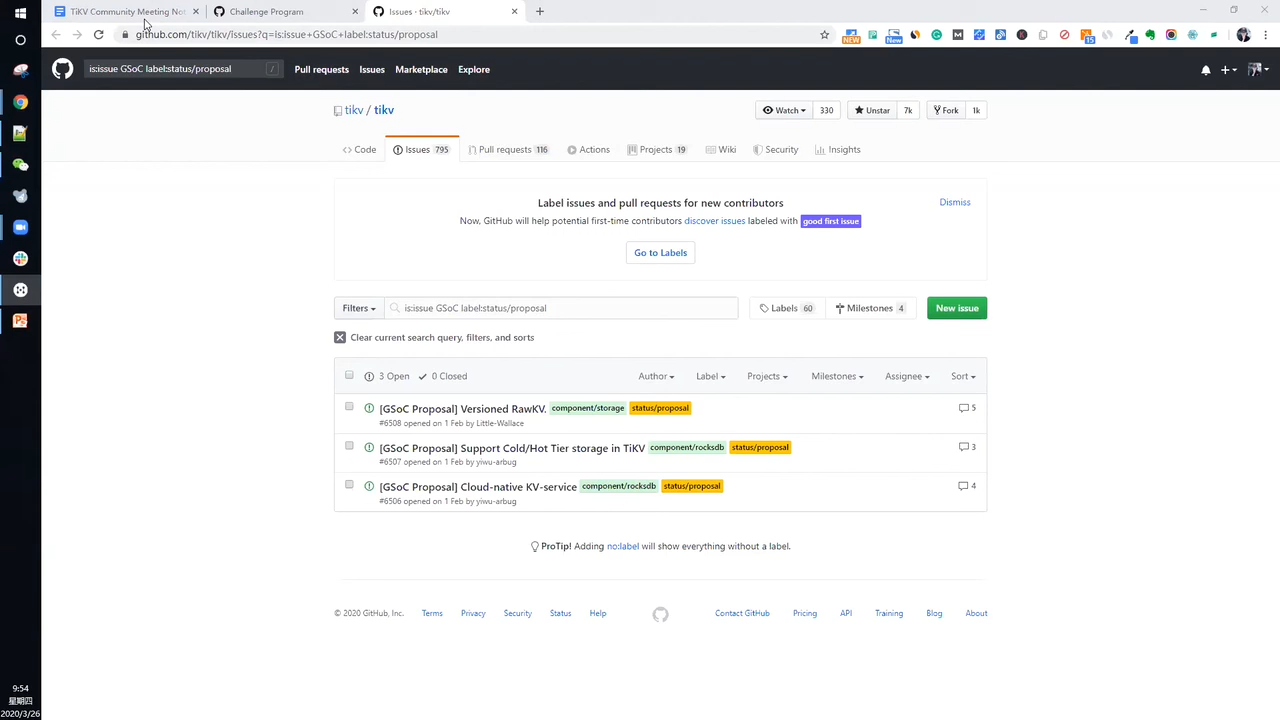 TiKV Community Meeting Not
Challenge Program
Issues · tikv/tikv
github.com/tikv/tikv/issues?q=is:issue+GSoC+label:status/proposal
NEW
New
15
is:issue GSoC label:status/proposal
/
Pull requests
Issues
Marketplace
Explore
tikv / tikv
Watch 330
Unstar 7k
Fork 1k
Code
Issues 795
Pull requests 116
Actions
Projects 19
Wiki
Security
Insights
Label issues and pull requests for new contributors
Dismiss
Now, GitHub will help potential first-time contributors discover issues labeled with good first issue
Go to Labels
Filters
is:issue GSoC label:status/proposal
Labels 60
Milestones 4
New issue
Clear current search query, filters, and sorts
3 Open
0 Closed
Author
Label
Projects
Milestones
Assignee
Sort
[GSoC Proposal] Versioned RawKV. component/storage status/proposal
5
#6508 opened on 1 Feb by Little-Wallace
[GSoC Proposal] Support Cold/Hot Tier storage in TiKV component/rocksdb status/proposal
3
#6507 opened on 1 Feb by yiwu-arbug
[GSoC Proposal] Cloud-native KV-service component/rocksdb status/proposal
4
#6506 opened on 1 Feb by yiwu-arbug
ProTip! Adding no:label will show everything without a label.
© 2020 GitHub, Inc.
Terms
Privacy
Security
Status
Help
Contact GitHub
Pricing
API
Training
Blog
About
9:54
星期四
2020/3/26